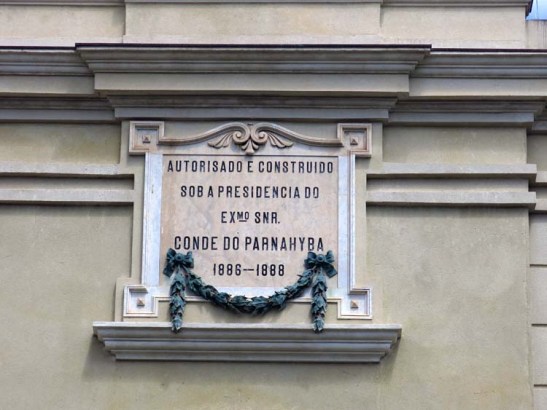 AUTORISADO E CONSTRUIDO
SOB A PRESIDENCIA DO
EXMO SNR.
CONDE DO PARNAHYBA
1886—1888